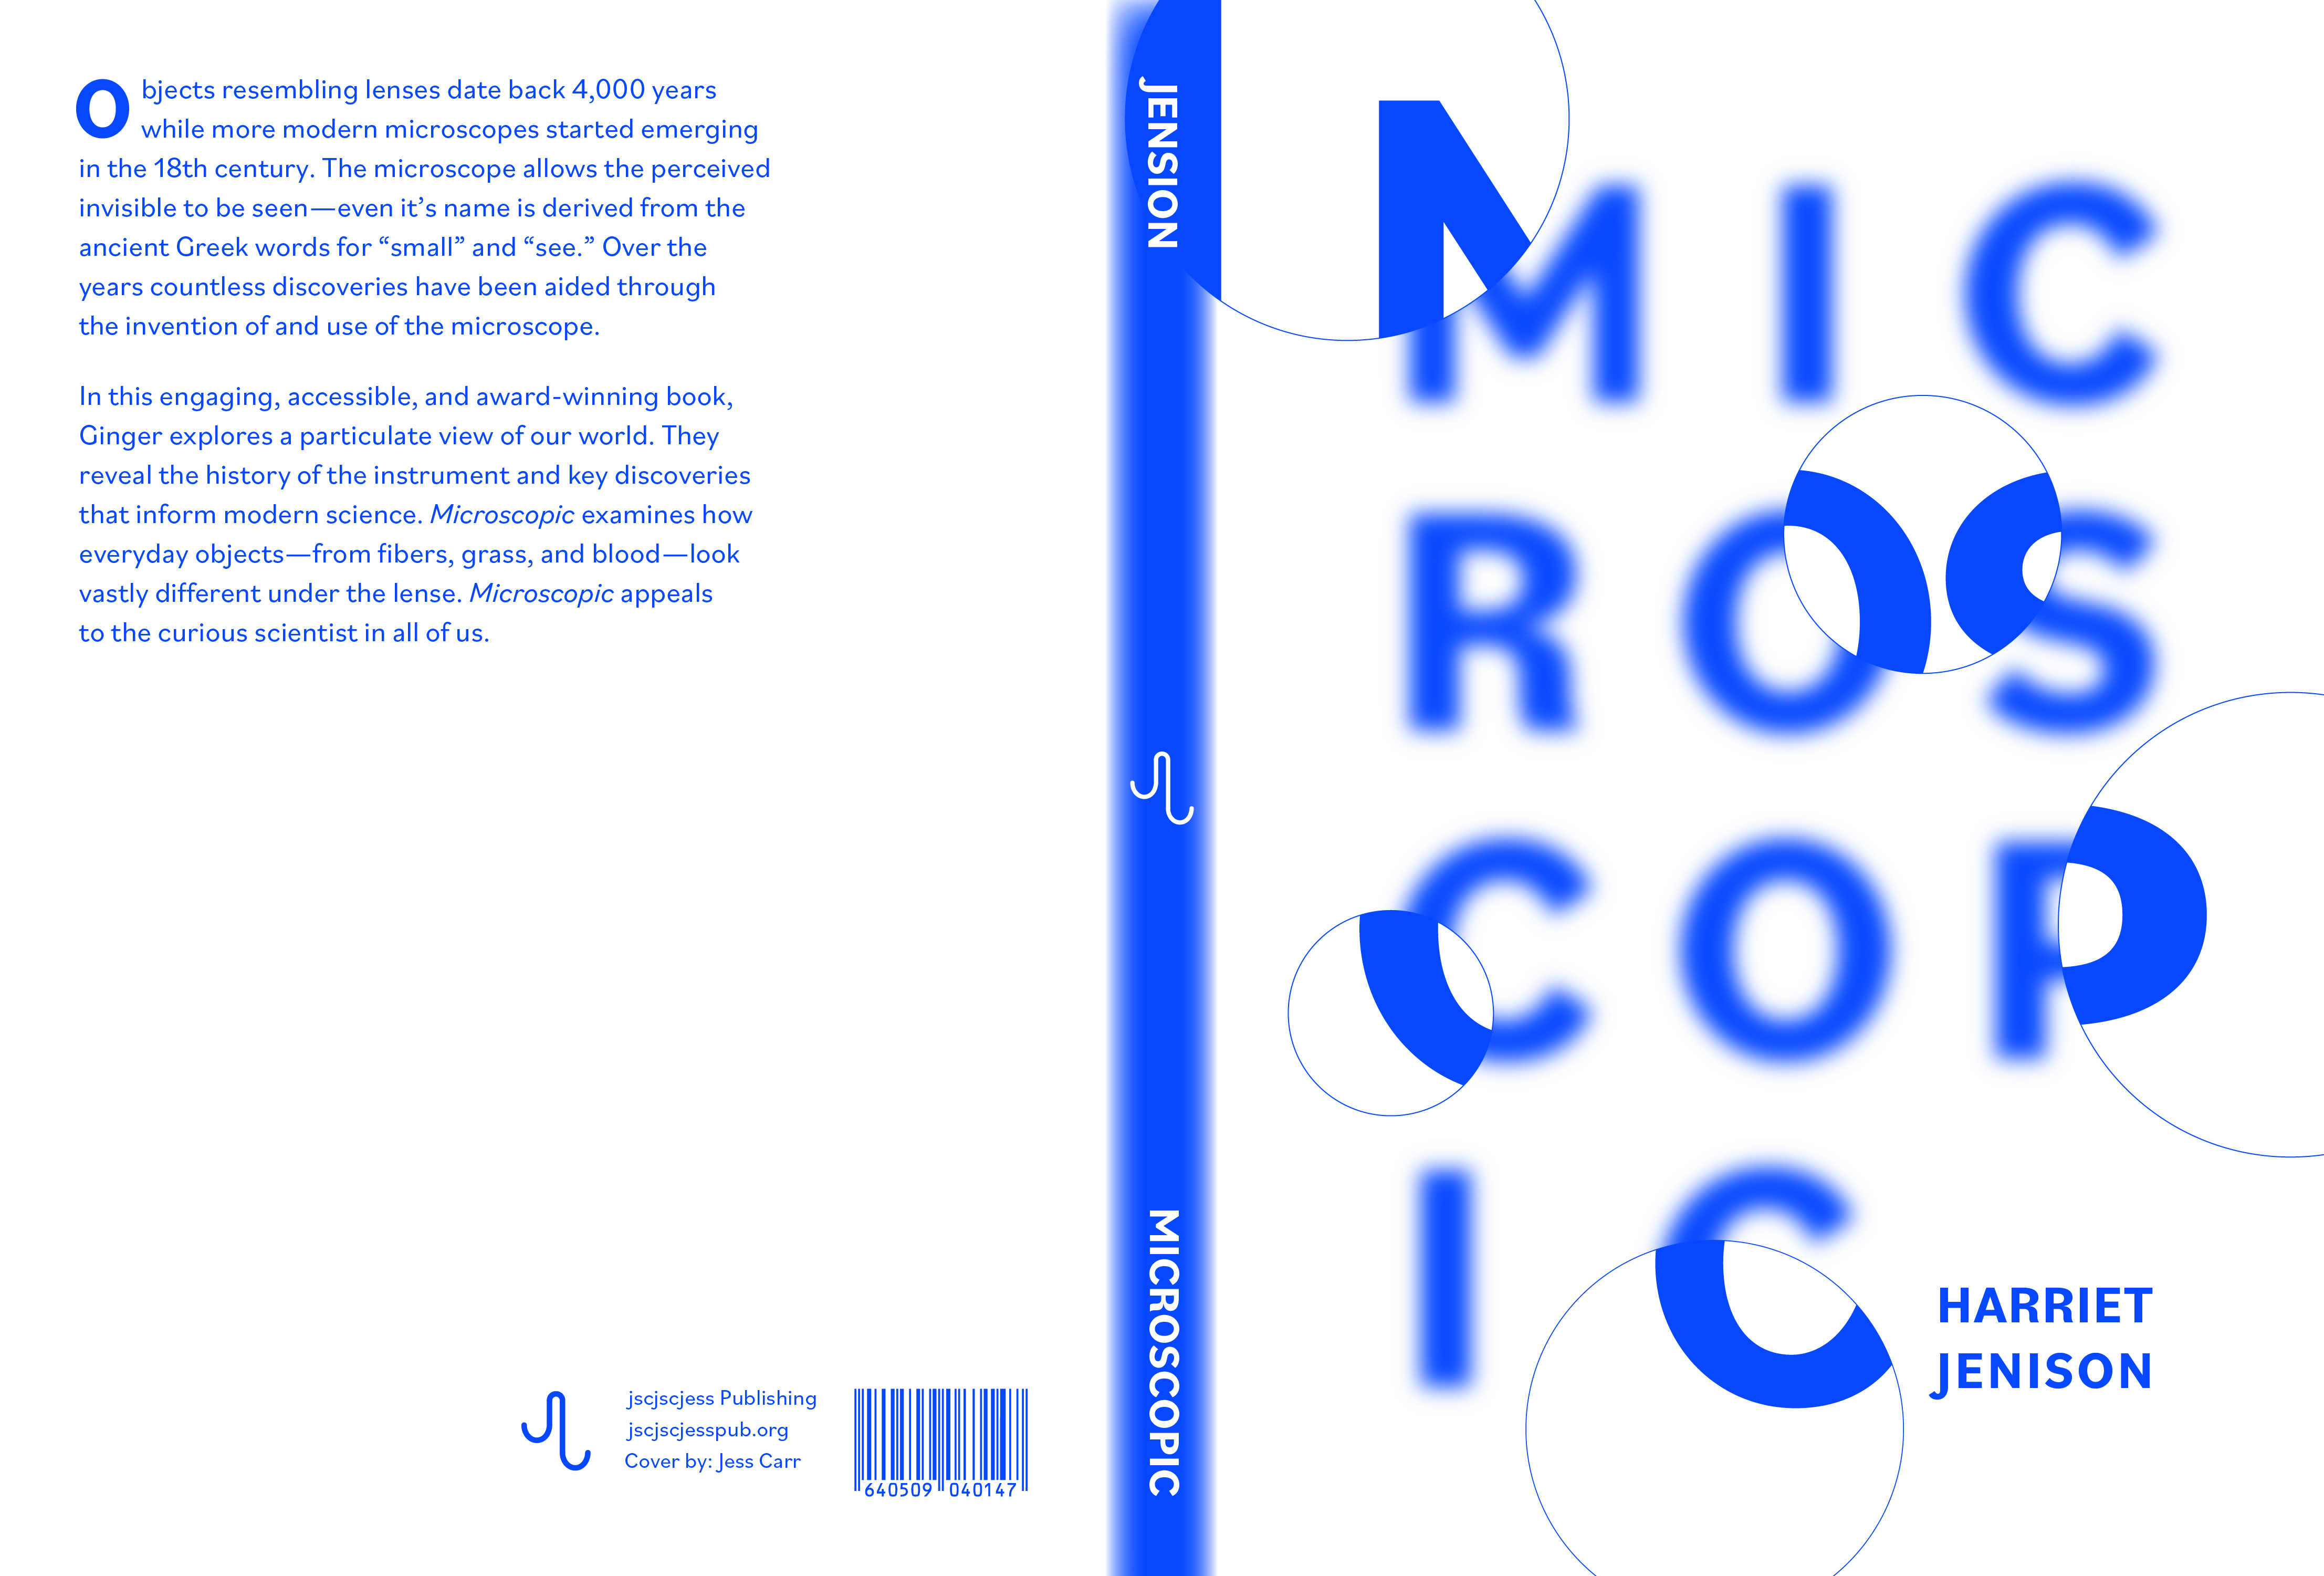 Objects resembling lenses date back 4,000 years
while more modern microscopes started emerging
in the 18th century. The microscope allows the perceived
invisible to be seen—even it’s name is derived from the
ancient Greek words for “small” and “see.” Over the
years countless discoveries have been aided through
the invention of and use of the microscope.
In this engaging, accessible, and award-winning book,
Ginger explores a particulate view of our world. They
reveal the history of the instrument and key discoveries
that inform modern science. Microscopic examines how
everyday objects—from fibers, grass, and blood—look
vastly different under the lense. Microscopic appeals
to the curious scientist in all of us.
jscjscjess Publishing
jscjscjesspub.org
Cover by: Jess Carr
640509 040147
JENSION
MICROSCOPIC
MIC
ROS
COP
IC
HARRIET
JENISON